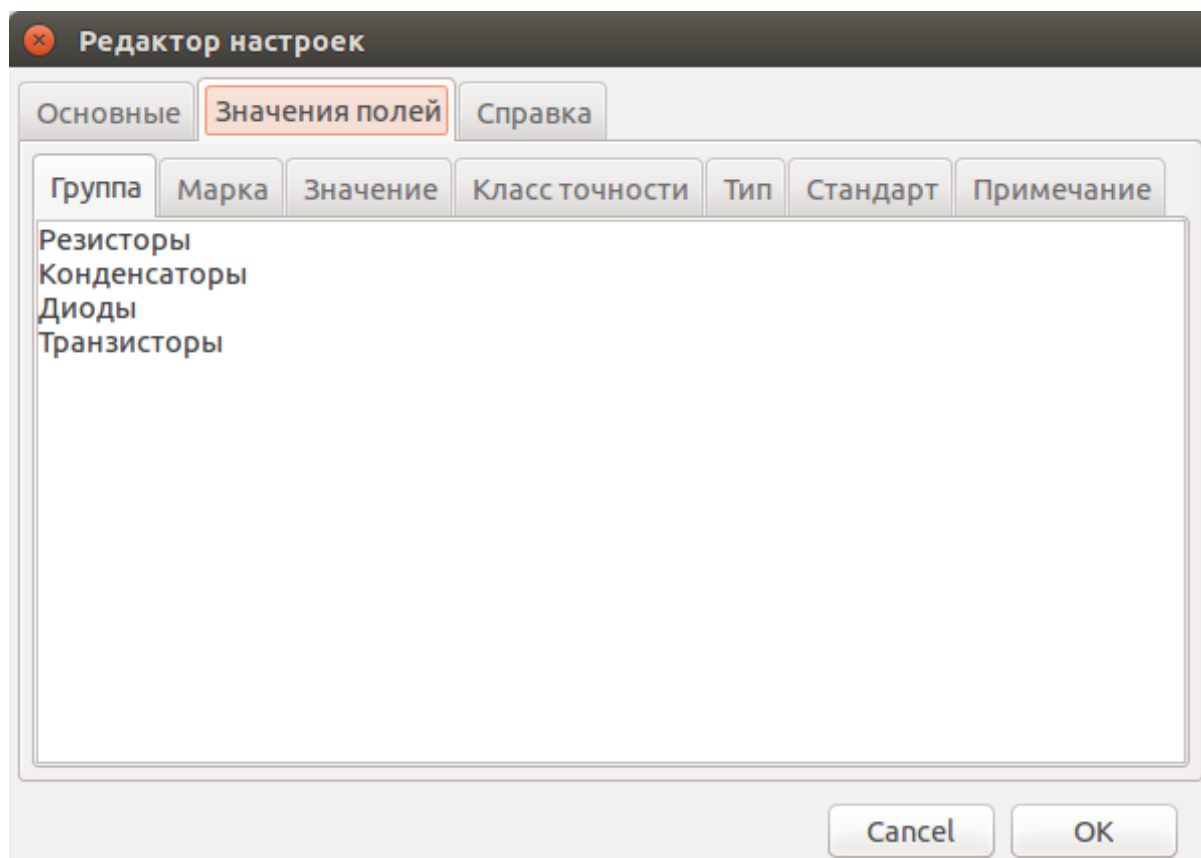 Редактор настроек
Основные Значения полей Справка
Группа Марка Значение Класс точности Тип Стандарт Примечание
Резисторы
Конденсаторы
Диоды
Транзисторы
Cancel OK